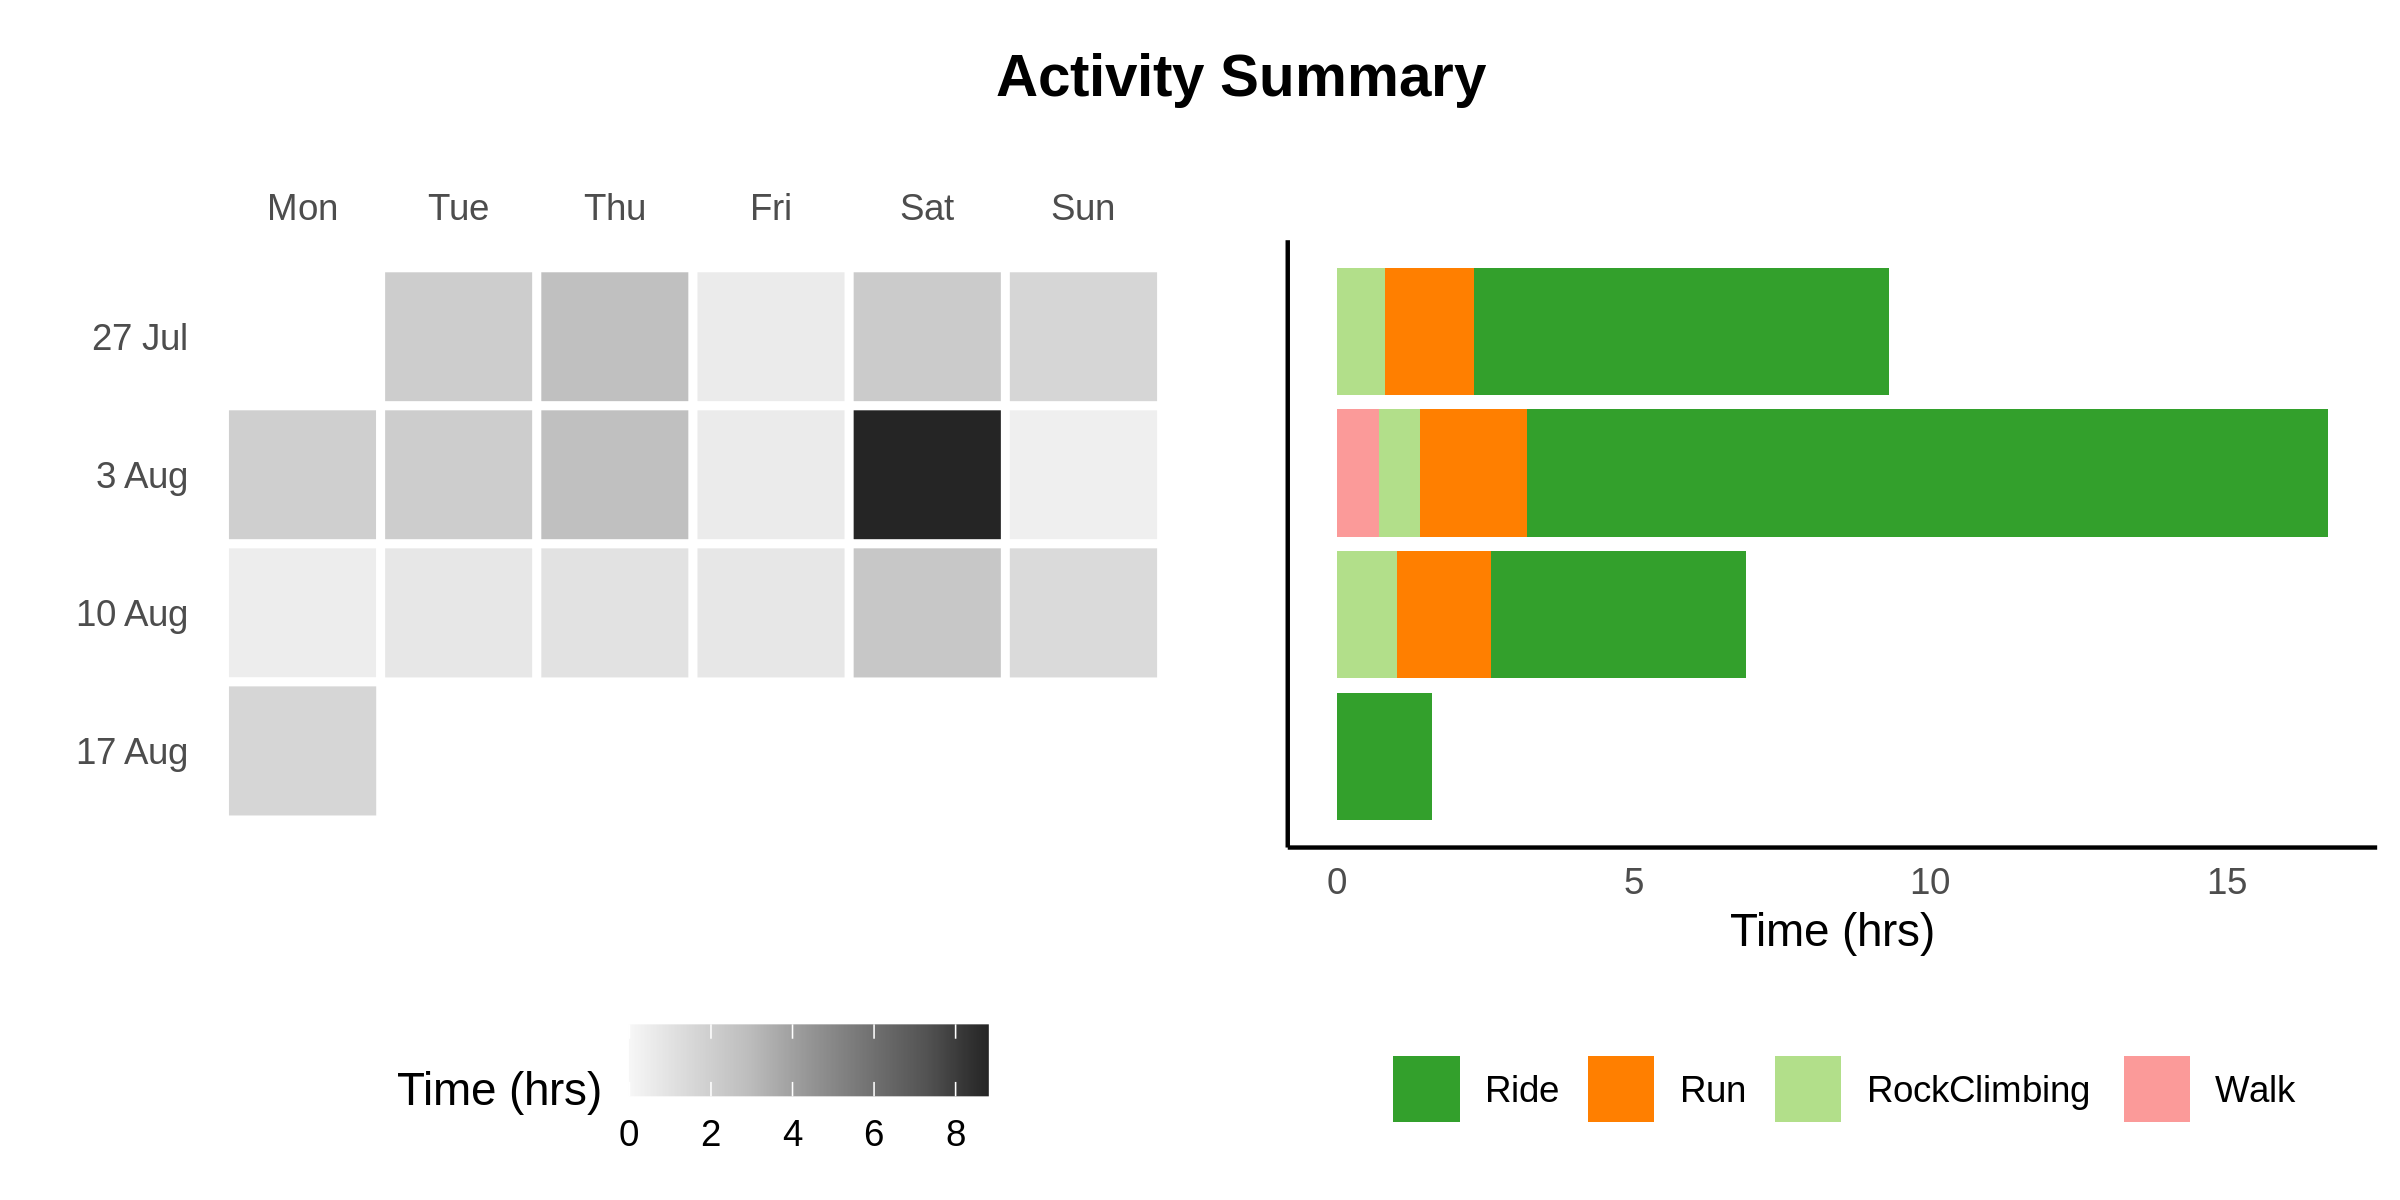 Activity Summary
Mon Tue Thu Fri Sat Sun
27 Jul
3 Aug
10 Aug
17 Aug
0 5 10 15
Time (hrs)
Time (hrs)
0 2 4 6 8
Ride Run RockClimbing Walk